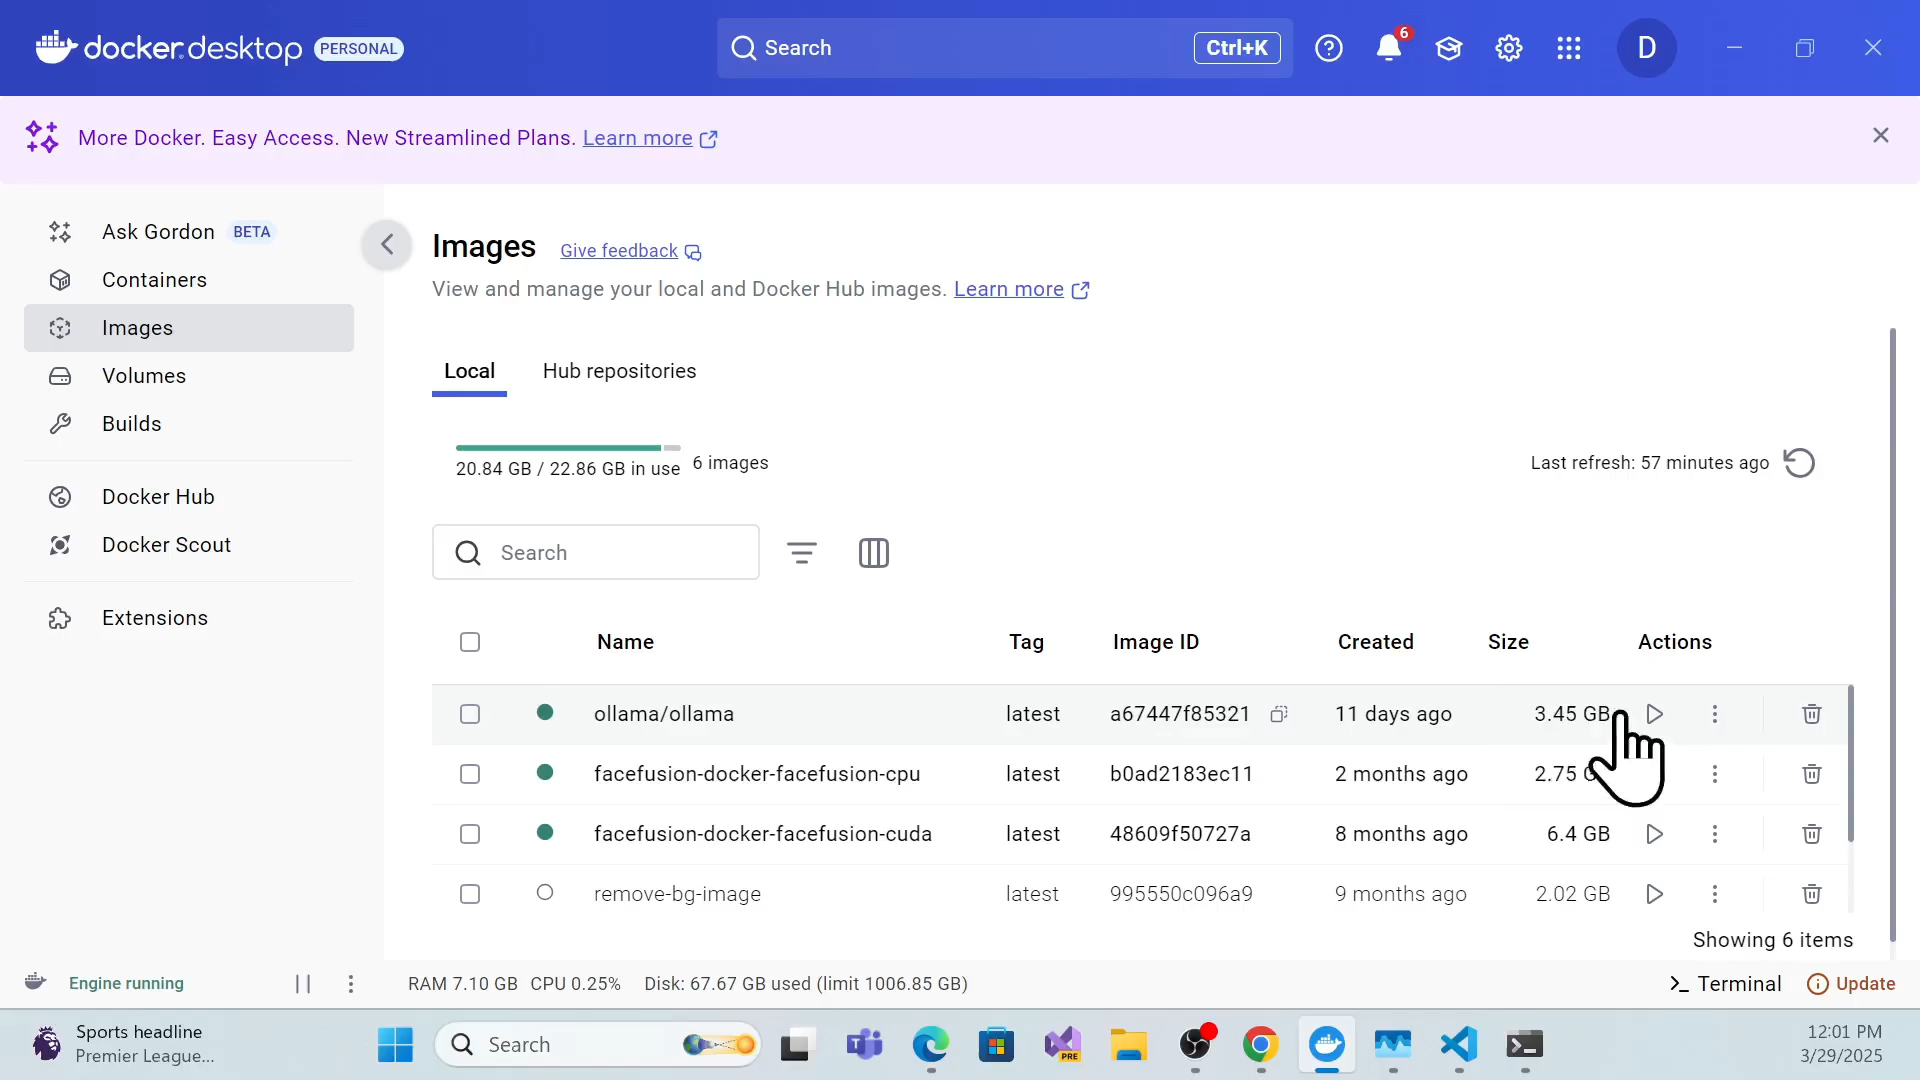 docker.desktop PERSONAL
Search
Ctrl+K
6
D
More Docker. Easy Access. New Streamlined Plans. Learn more
Ask Gordon BETA
Containers
Images
Volumes
Builds
Docker Hub
Docker Scout
Extensions
Images Give feedback
View and manage your local and Docker Hub images. Learn more
Local Hub repositories
20.84 GB / 22.86 GB in use 6 images
Last refresh: 57 minutes ago
Search
Name Tag Image ID Created Size Actions
ollama/ollama latest a67447f85321 11 days ago 3.45 GB
facefusion-docker-facefusion-cpu latest b0ad2183ec11 2 months ago 2.75
facefusion-docker-facefusion-cuda latest 48609f50727a 8 months ago 6.4 GB
remove-bg-image latest 995550c096a9 9 months ago 2.02 GB
Showing 6 items
Engine running RAM 7.10 GB CPU 0.25% Disk: 67.67 GB used (limit 1006.85 GB)
Terminal Update
Sports headline
Premier League...
Search
PRE
12:01 PM
3/29/2025